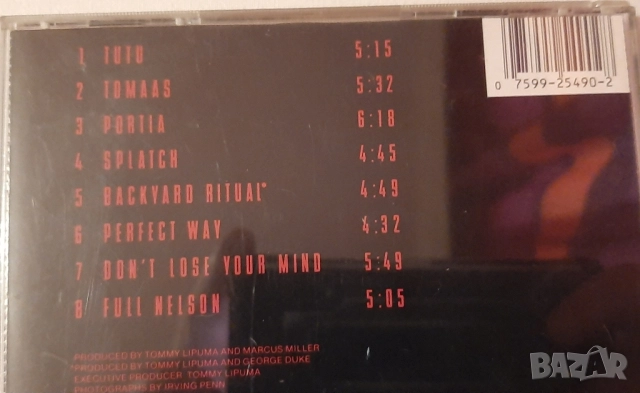 1 TUTU 5:15
2 TOMAAS 5:32
3 PORTIA 6:18
4 SPLATCH 4:45
5 BACKYARD RITUAL* 4:49
6 PERFECT WAY 4:32
7 DON'T LOSE YOUR MIND 5:49
8 FULL NELSON 5:05
PRODUCED BY TOMMY LIPUMA AND MARCUS MILLER
*PRODUCED BY TOMMY LIPUMA AND GEORGE DUKE
EXECUTIVE PRODUCER: TOMMY LIPUMA
PHOTOGRAPHS BY IRVING PENN
0 7599-25490-2
BAZAR